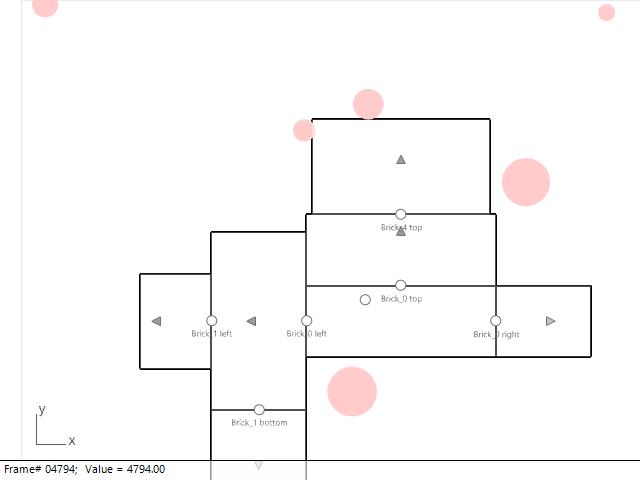 Brick_4 top
Brick_0 top
Brick_1 left
Brick_0 left
Brick_0 right
Brick_1 bottom
y
x
Frame# 04794;  Value = 4794.00